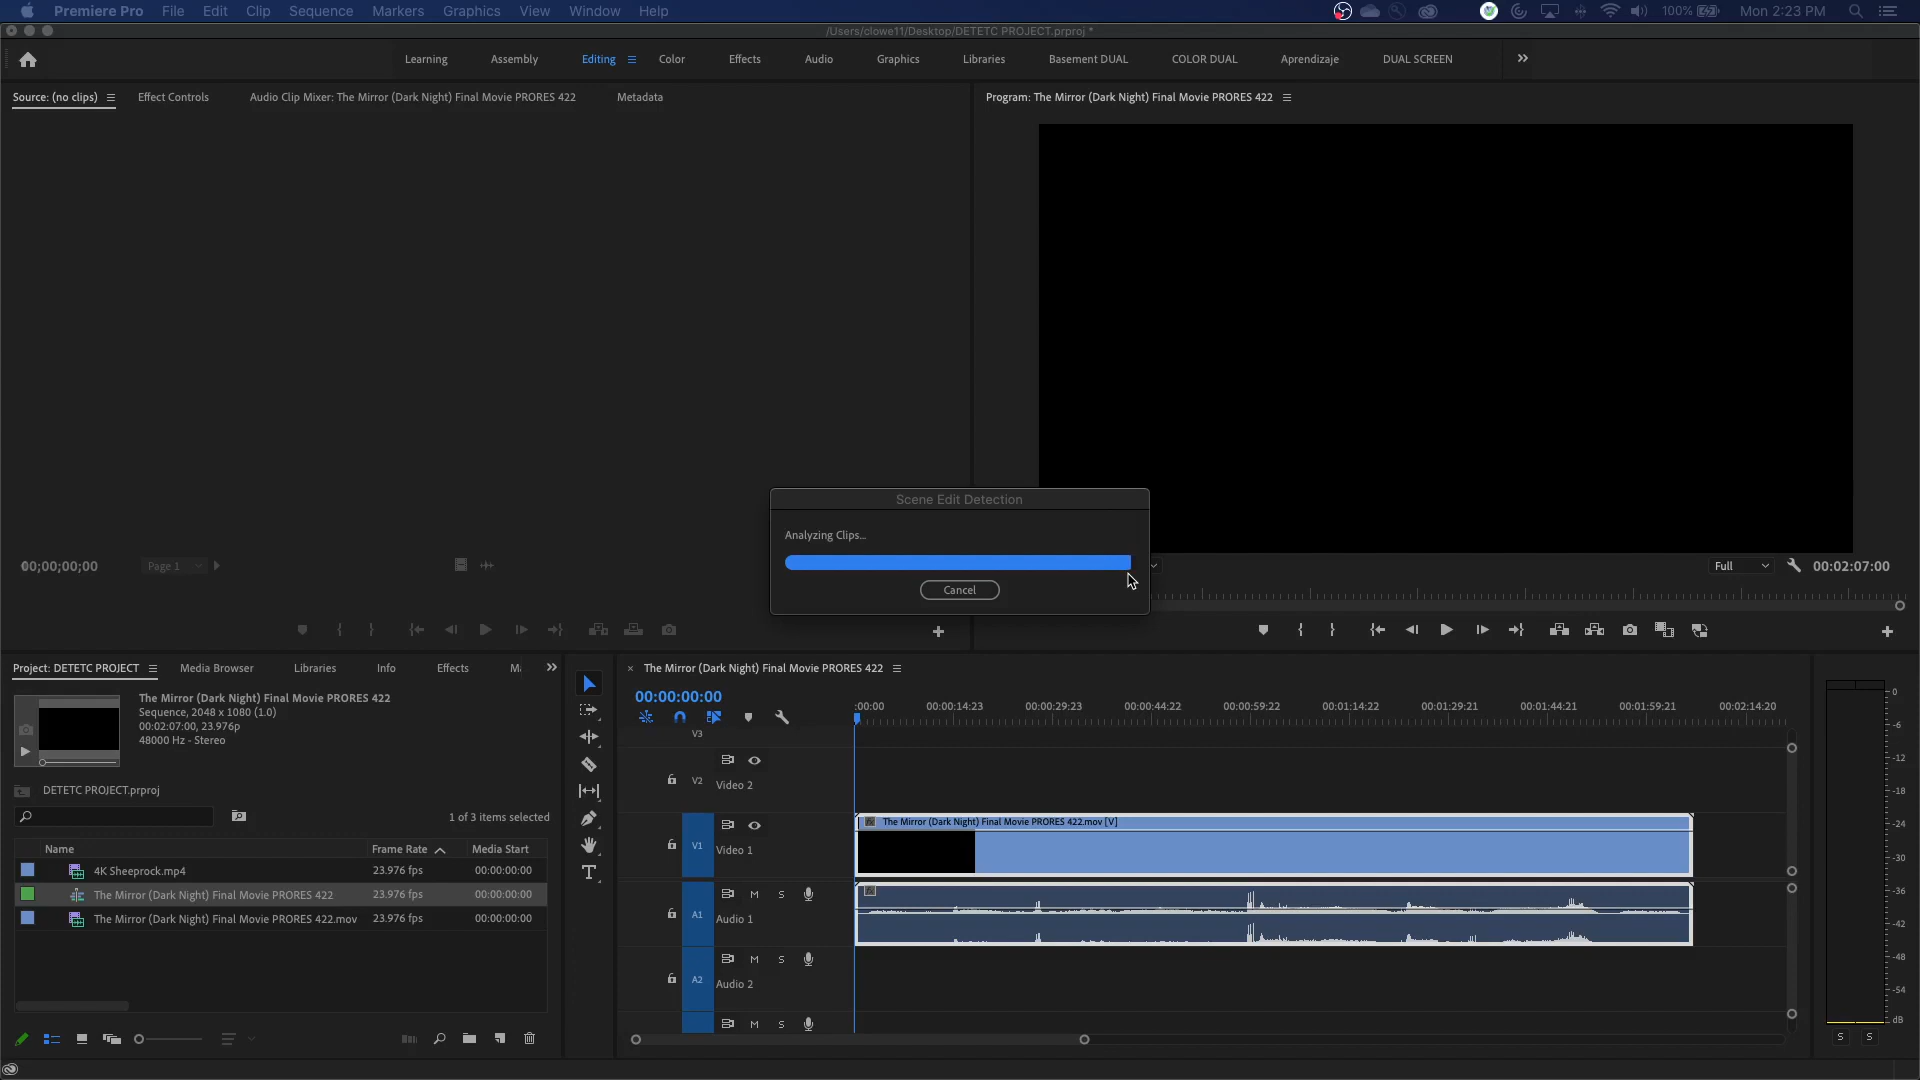 Premiere Pro File Edit Clip Sequence Markers Graphics View Window Help 100% Mon 2:23 PM
/Users/clowe11/Desktop/DETETC PROJECT.prproj *
Learning Assembly Editing Color Effects Audio Graphics Libraries Basement DUAL COLOR DUAL Aprendizaje DUAL SCREEN
Source: (no clips) Effect Controls Audio Clip Mixer: The Mirror (Dark Night) Final Movie PRORES 422 Metadata
Program: The Mirror (Dark Night) Final Movie PRORES 422
Scene Edit Detection
Analyzing Clips...
Cancel
00;00;00;00 Page 1
Full 00:02:07:00
Project: DETETC PROJECT Media Browser Libraries Info Effects
The Mirror (Dark Night) Final Movie PRORES 422
Sequence, 2048 x 1080 (1.0)
00:02:07:00, 23.976p
48000 Hz - Stereo
DETETC PROJECT.prproj
1 of 3 items selected
Name Frame Rate Media Start
4K Sheeprock.mp4 23.976 fps 00:00:00:00
The Mirror (Dark Night) Final Movie PRORES 422 23.976 fps 00:00:00:00
The Mirror (Dark Night) Final Movie PRORES 422.mov 23.976 fps 00:00:00:00
× The Mirror (Dark Night) Final Movie PRORES 422
00:00:00:00
:00:00 00:00:14:23 00:00:29:23 00:00:44:22 00:00:59:22 00:01:14:22 00:01:29:21 00:01:44:21 00:01:59:21 00:02:14:20
V3
V2 Video 2
The Mirror (Dark Night) Final Movie PRORES 422.mov [V]
V1 Video 1
M S
A1 Audio 1
M S
A2 Audio 2
M S
0
-6
-12
-18
-24
-30
-36
-42
-48
-54
dB
S S